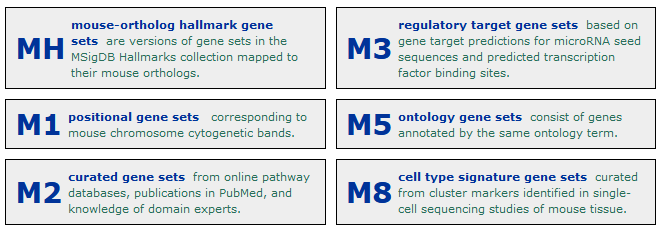 MH
mouse-ortholog hallmark gene
sets are versions of gene sets in the
MSigDB Hallmarks collection mapped to
their mouse orthologs.
M3
regulatory target gene sets based on
gene target predictions for microRNA seed
sequences and predicted transcription
factor binding sites.
M1
positional gene sets corresponding to
mouse chromosome cytogenetic bands.
M5
ontology gene sets consist of genes
annotated by the same ontology term.
M2
curated gene sets from online pathway
databases, publications in PubMed, and
knowledge of domain experts.
M8
cell type signature gene sets curated
from cluster markers identified in single-
cell sequencing studies of mouse tissue.